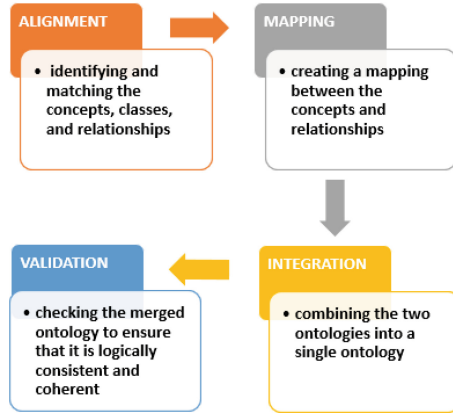 ALIGNMENT
• identifying and
matching the
concepts, classes,
and relationships
MAPPING
• creating a mapping
between the
concepts and
relationships
INTEGRATION
• combining the two
ontologies into a
single ontology
VALIDATION
• checking the merged
ontology to ensure
that it is logically
consistent and
coherent